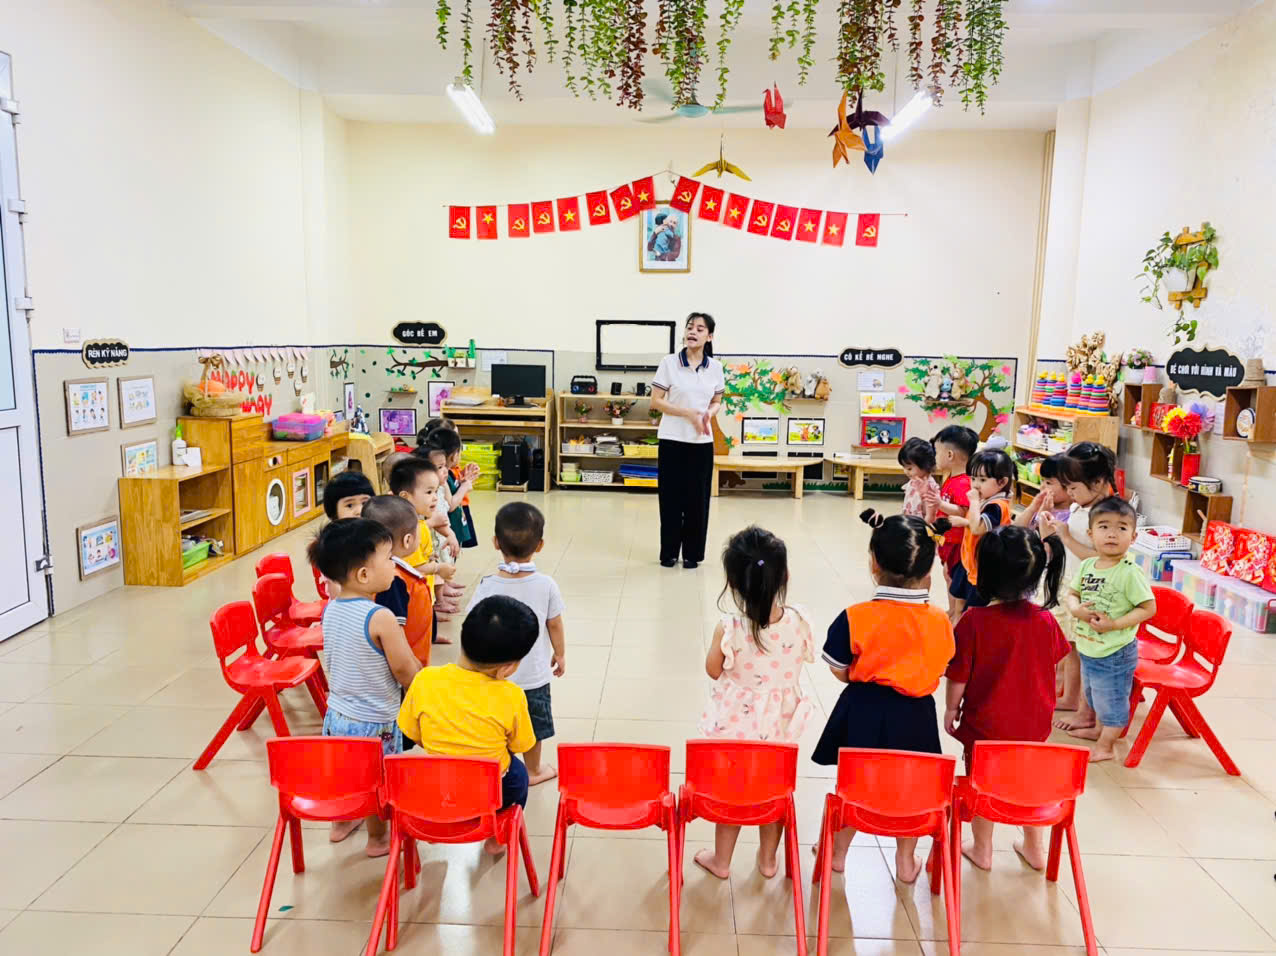 GÓC BÉ EM
RÈN KỸ NĂNG
CÔ KỂ BÉ NGHE
BÉ CHƠI VỚI HÌNH VÀ MÀU
HAPPY